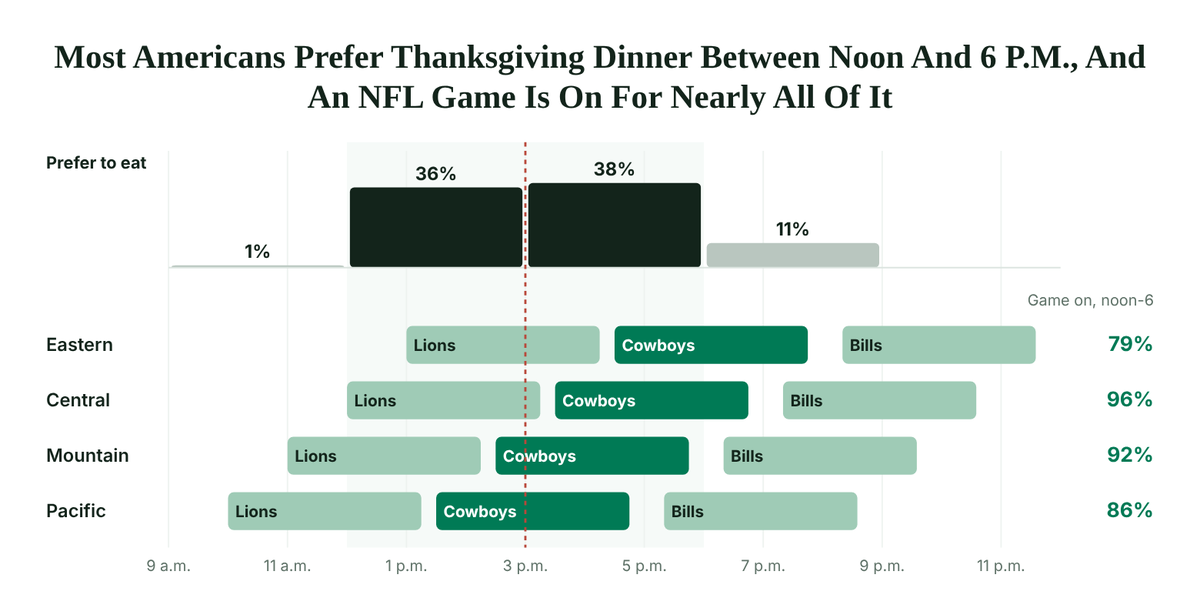 Most Americans Prefer Thanksgiving Dinner Between Noon And 6 P.M., And
An NFL Game Is On For Nearly All Of It
Prefer to eat
1%
36%
38%
11%
Game on, noon-6
Eastern
Lions
Cowboys
Bills
79%
Central
Lions
Cowboys
Bills
96%
Mountain
Lions
Cowboys
Bills
92%
Pacific
Lions
Cowboys
Bills
86%
9 a.m.
11 a.m.
1 p.m.
3 p.m.
5 p.m.
7 p.m.
9 p.m.
11 p.m.